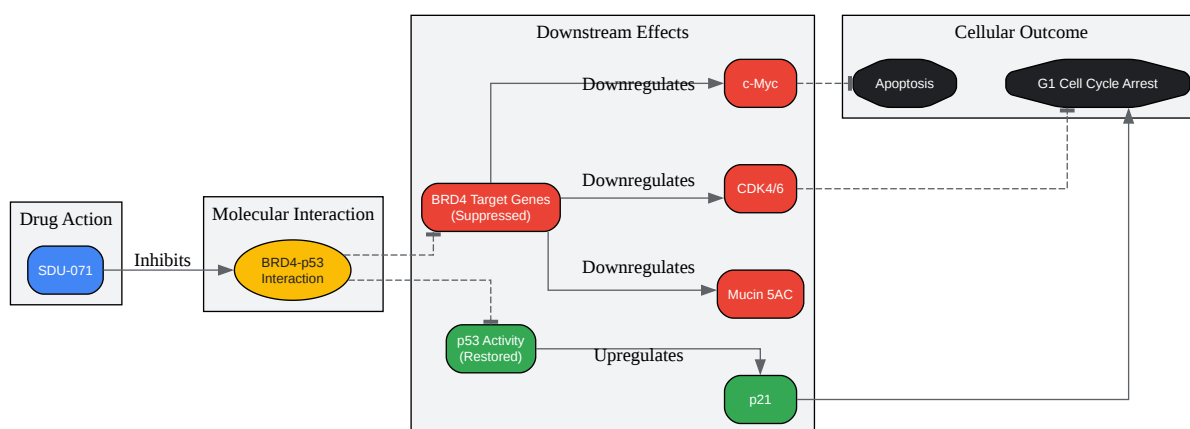 Downstream Effects
Cellular Outcome
Downregulates
c-Myc
Apoptosis
G1 Cell Cycle Arrest
Drug Action
SDU-071
Inhibits
Molecular Interaction
BRD4-p53
Interaction
BRD4 Target Genes
(Suppressed)
Downregulates
CDK4/6
Downregulates
Mucin 5AC
p53 Activity
(Restored)
Upregulates
p21